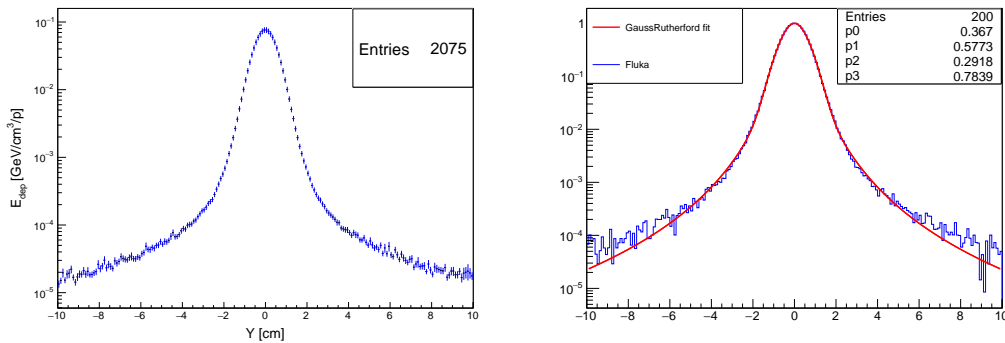 Entries 2075
10⁻¹
10⁻²
10⁻³
10⁻⁴
10⁻⁵
E_dep [GeV/cm³/p]
−10 −8 −6 −4 −2 0 2 4 6 8 10
Y [cm]
GaussRutherford fit
Fluka
Entries 200
p0 0.367
p1 0.5773
p2 0.2918
p3 0.7839
1
10⁻¹
10⁻²
10⁻³
10⁻⁴
10⁻⁵
−10 −8 −6 −4 −2 0 2 4 6 8 10